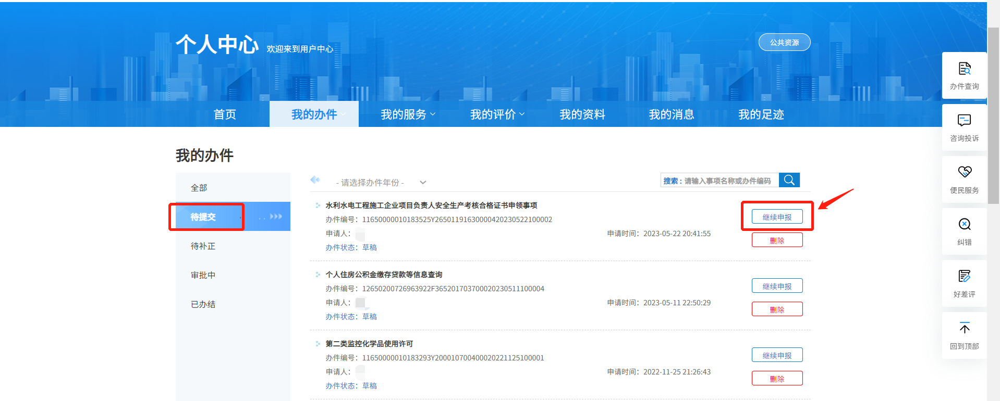 个人中心 欢迎来到用户中心
公共资源
首页 我的办件 我的服务 我的评价 我的资料 我的消息 我的足迹
我的办件
全部
待提交
待补正
审批中
已办结
- 请选择办件年份 -
搜索 : 请输入事项名称或办件编码
水利水电工程施工企业项目负责人安全生产考核合格证书申领事项
办件编号：11650000010183525Y2650119163000042023052210002
申请人：
申请时间：2023-05-22 20:41:55
办件状态：草稿
继续申报
删除
个人住房公积金缴存贷款等信息查询
办件编号：12650200726963922F365201703700020230511100004
申请人：
申请时间：2023-05-11 22:50:29
办件状态：草稿
继续申报
删除
第二类监控化学品使用许可
办件编号：11650000010183293Y200010700400020221125100001
申请人：
申请时间：2022-11-25 21:26:43
办件状态：草稿
继续申报
删除
办件查询
咨询投诉
便民服务
纠错
好差评
回到顶部